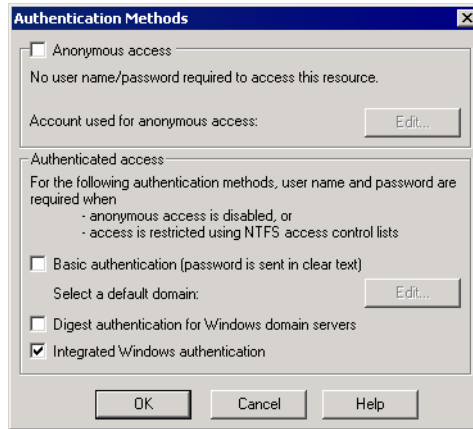 Authentication Methods
Anonymous access
No user name/password required to access this resource.
Account used for anonymous access:
Edit...
Authenticated access
For the following authentication methods, user name and password are
required when
- anonymous access is disabled, or
- access is restricted using NTFS access control lists
Basic authentication (password is sent in clear text)
Select a default domain:
Edit...
Digest authentication for Windows domain servers
Integrated Windows authentication
OK
Cancel
Help